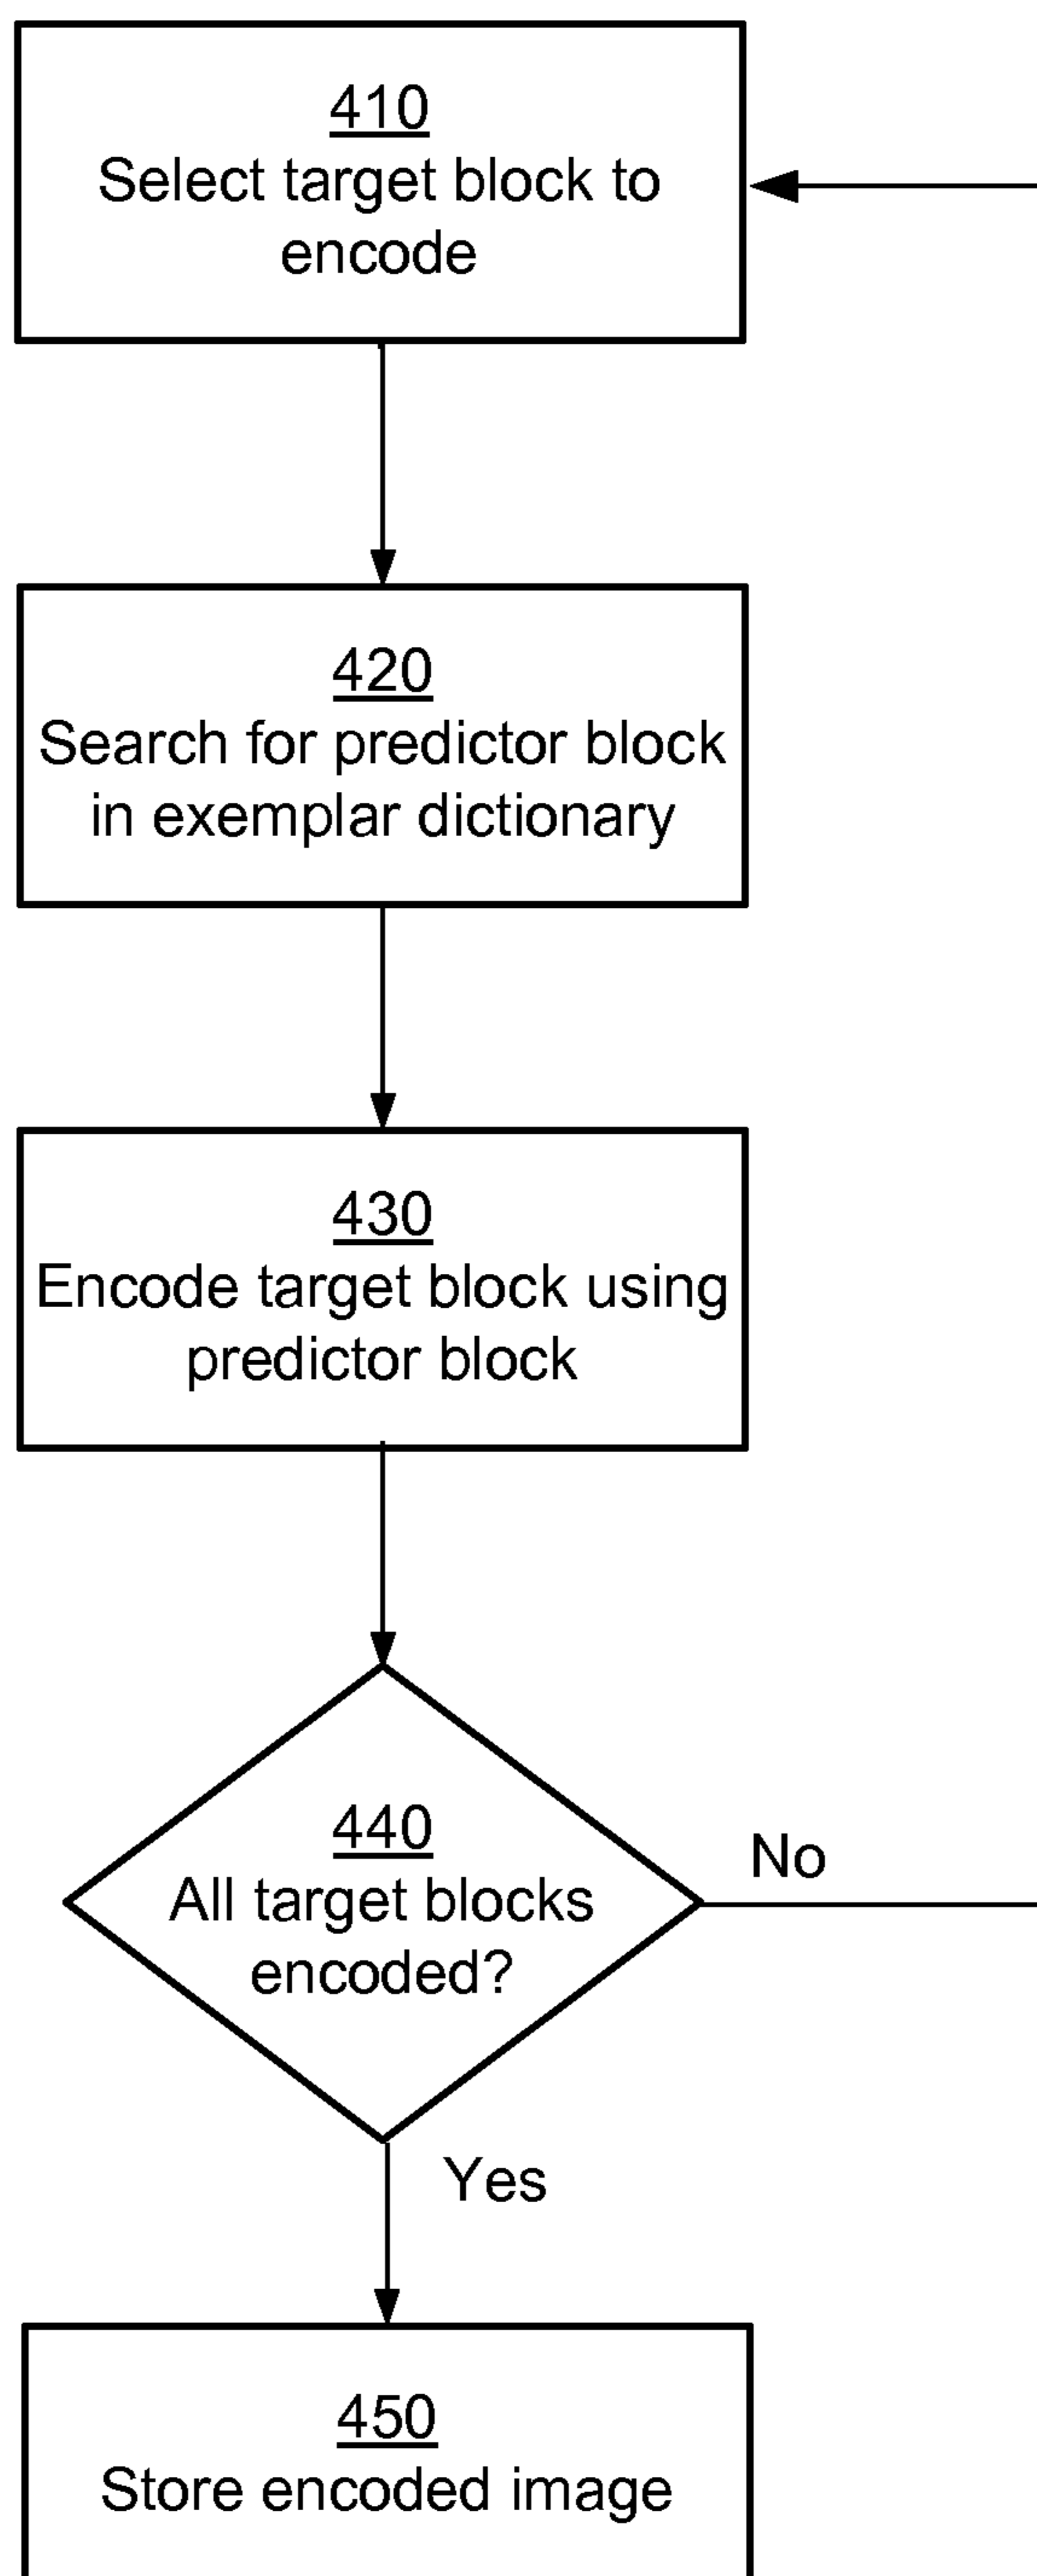 410
Select target block to
encode
420
Search for predictor block
in exemplar dictionary
430
Encode target block using
predictor block
440
All target blocks
encoded?
No
Yes
450
Store encoded image